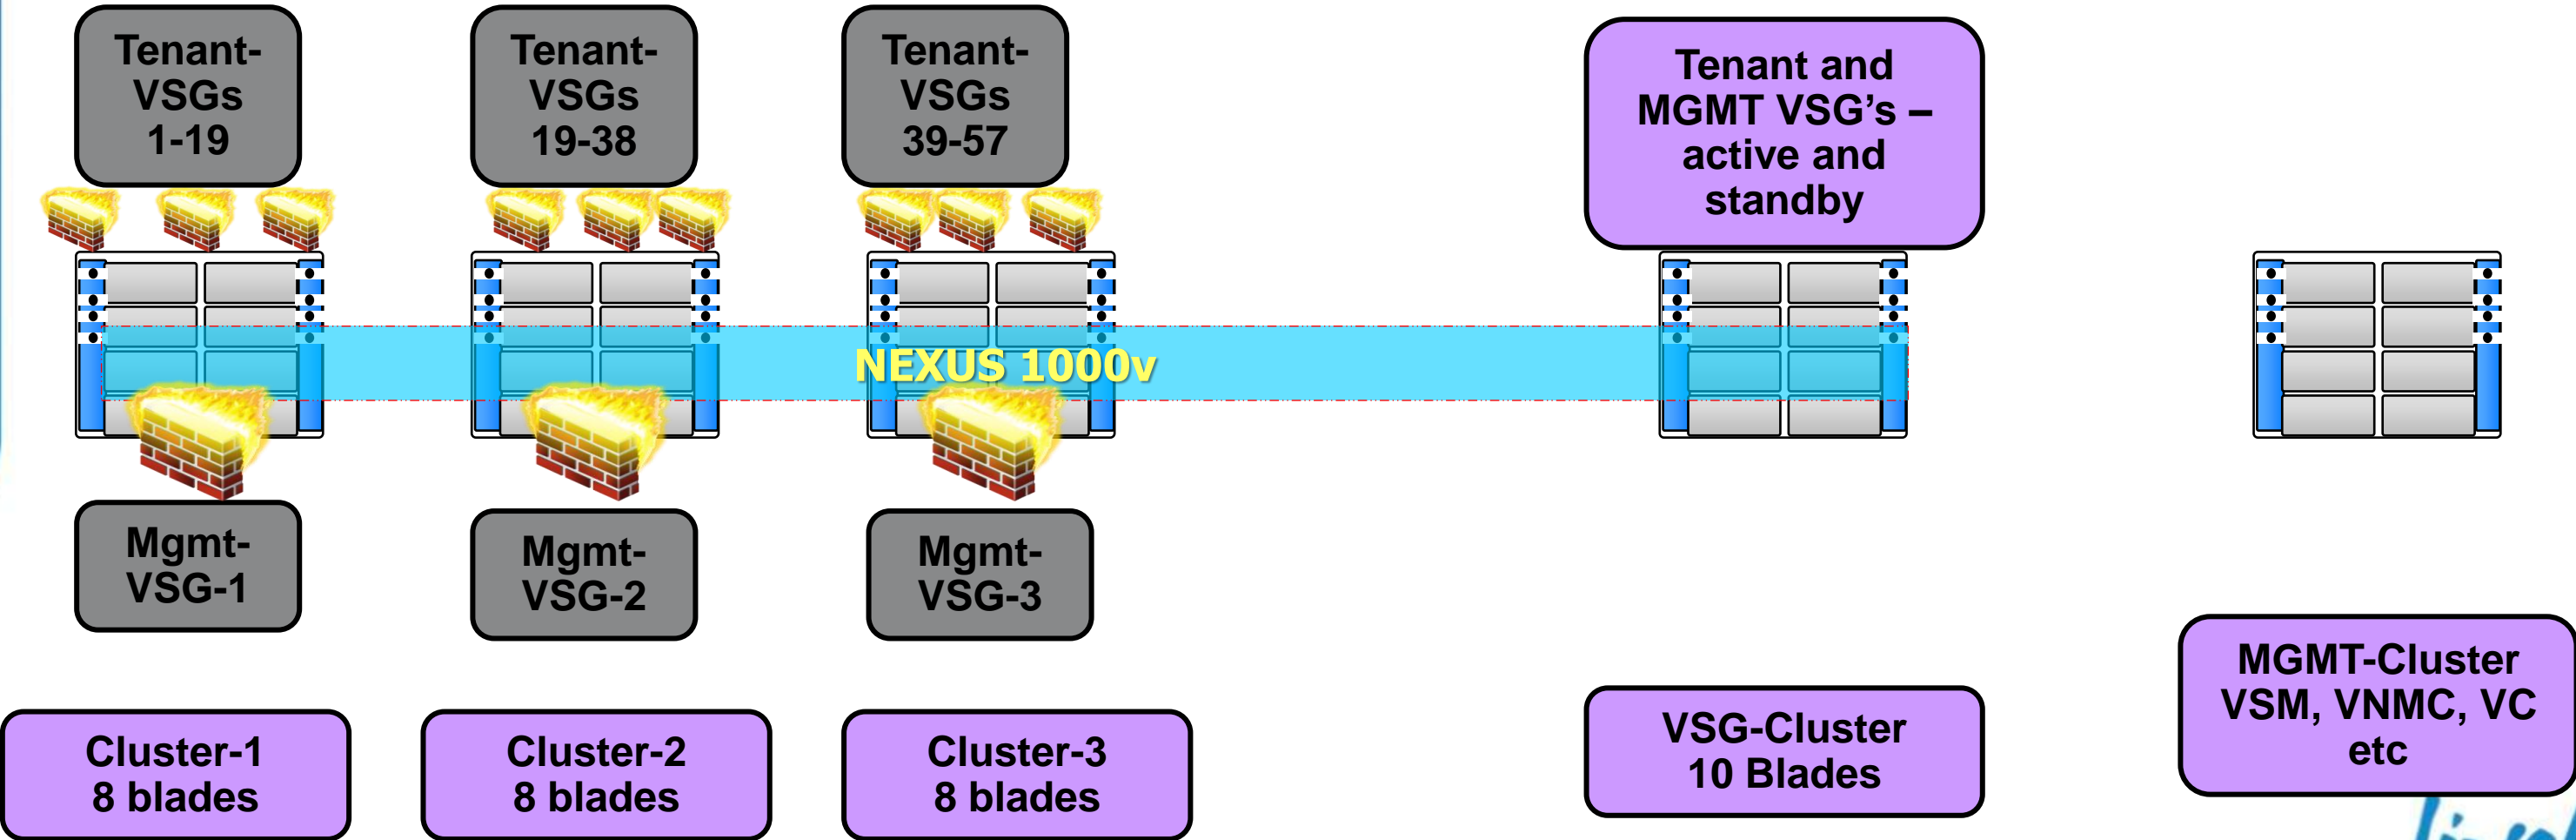 Tenant-
VSGs
1-19
Tenant-
VSGs
19-38
Tenant-
VSGs
39-57
Tenant and
MGMT VSG’s –
active and
standby
NEXUS 1000v
Mgmt-
VSG-1
Mgmt-
VSG-2
Mgmt-
VSG-3
Cluster-1
8 blades
Cluster-2
8 blades
Cluster-3
8 blades
VSG-Cluster
10 Blades
MGMT-Cluster
VSM, VNMC, VC
etc